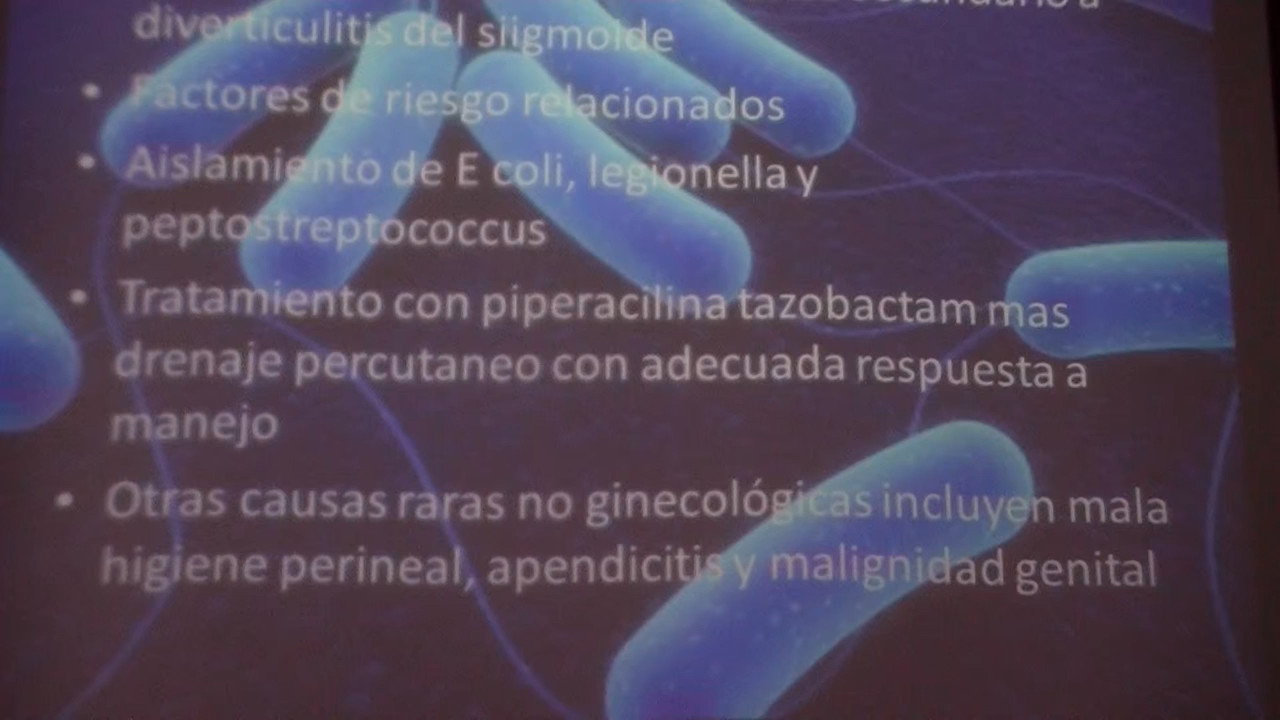 diverticulitis del siigmoide
• Factores de riesgo relacionados
• Aislamiento de E coli, legionella y
peptostreptococcus
• Tratamiento con piperacilina tazobactam mas
drenaje percutaneo con adecuada respuesta a
manejo
• Otras causas raras no ginecológicas incluyen mala
higiene perineal, apendicitis y malignidad genital